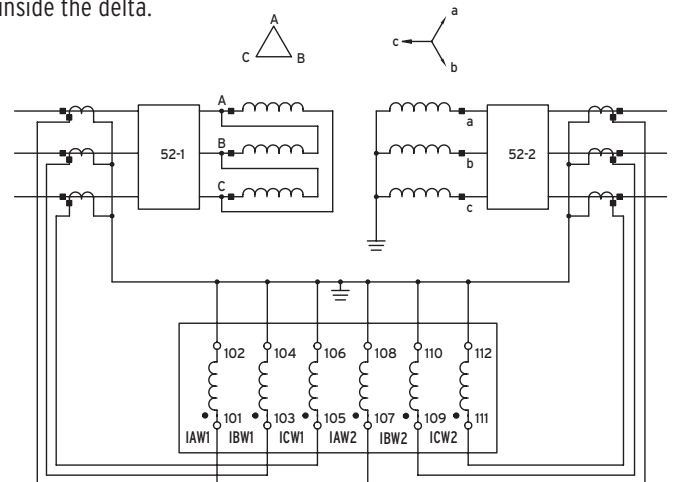 inside the delta.
A
a
C B
c
b
A
a
B
52-1
b
52-2
C
c
102 104 106 108 110 112
101 103 105 107 109 111
IAW1 IBW1 ICW1 IAW2 IBW2 ICW2